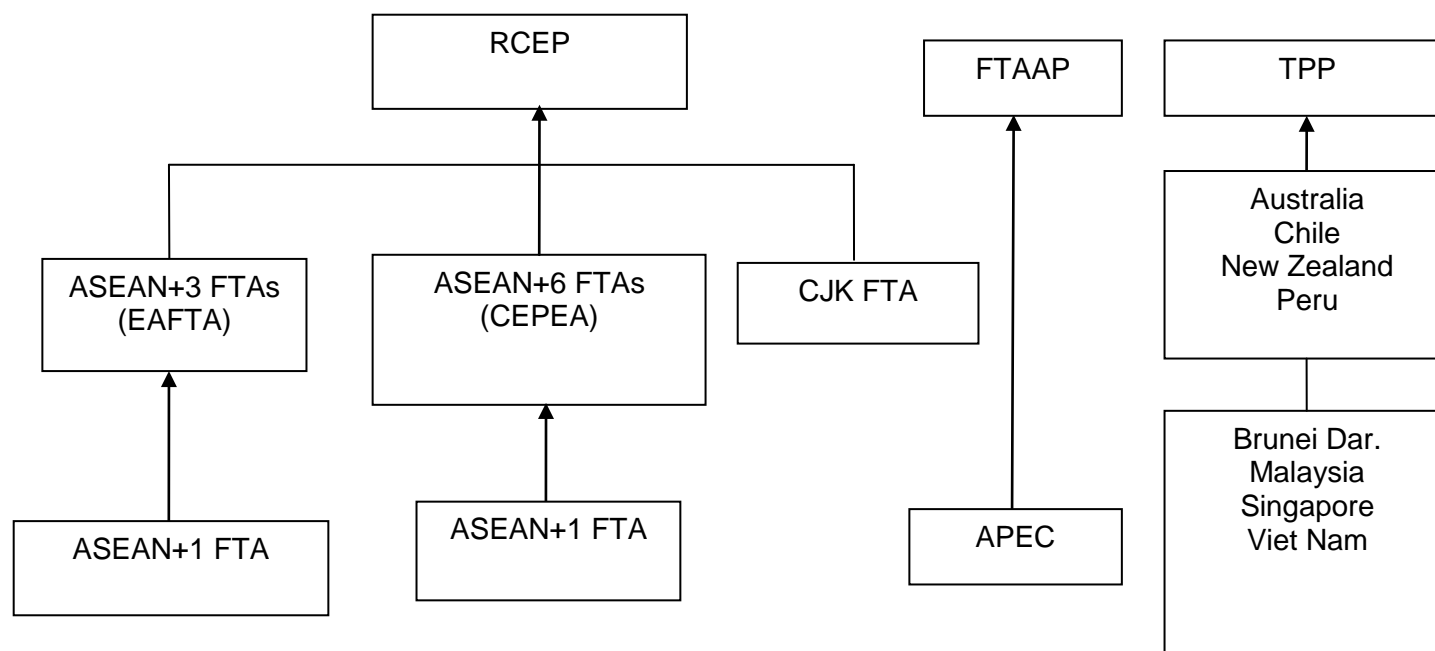 RCEP
FTAAP
TPP
Australia
Chile
New Zealand
Peru
ASEAN+3 FTAs
(EAFTA)
ASEAN+6 FTAs
(CEPEA)
CJK FTA
Brunei Dar.
Malaysia
Singapore
Viet Nam
ASEAN+1 FTA
ASEAN+1 FTA
APEC